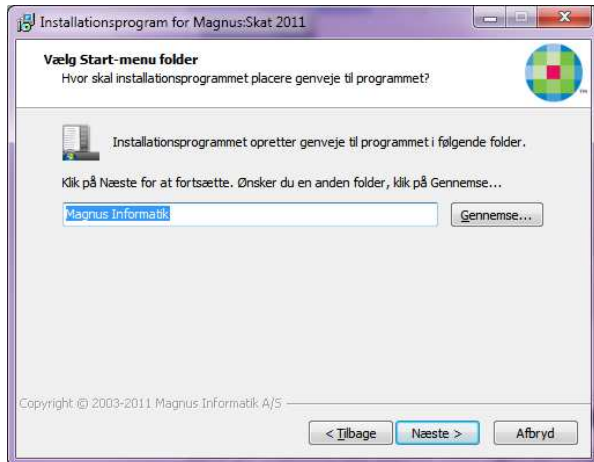 Installationsprogram for Magnus:Skat 2011
Vælg Start-menu folder
Hvor skal installationsprogrammet placere genveje til programmet?
Installationsprogrammet opretter genveje til programmet i følgende folder.
Klik på Næste for at fortsætte. Ønsker du en anden folder, klik på Gennemse...
Magnus Informatik
Gennemse...
Copyright © 2003-2011 Magnus Informatik A/S
< Tilbage
Næste >
Afbryd